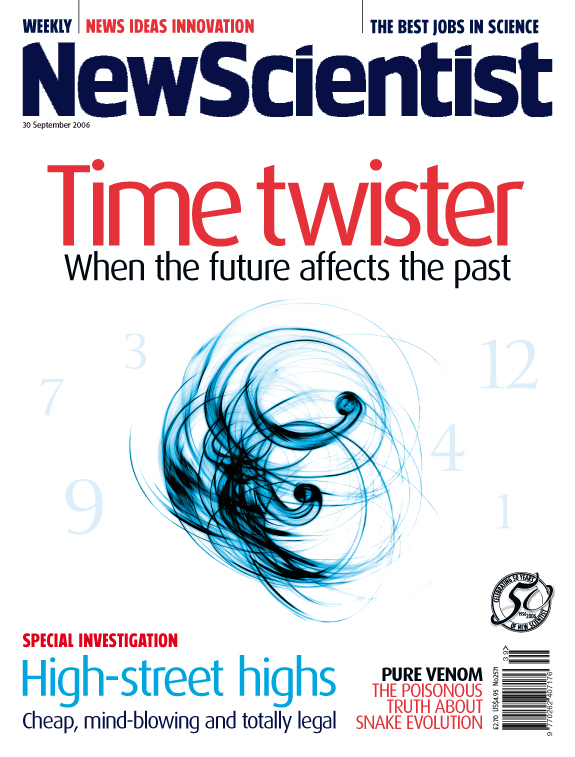 WEEKLY NEWS IDEAS INNOVATION
THE BEST JOBS IN SCIENCE
NewScientist
30 September 2006
Time twister
When the future affects the past
3
12
7
4
9
1
CELEBRATING 50 YEARS
50
1956-2006
OF NEW SCIENTIST
SPECIAL INVESTIGATION
High-street highs
Cheap, mind-blowing and totally legal
PURE VENOM
THE POISONOUS
TRUTH ABOUT
SNAKE EVOLUTION
£2.70 US$4.95 No2571
39>
9 770262 407176